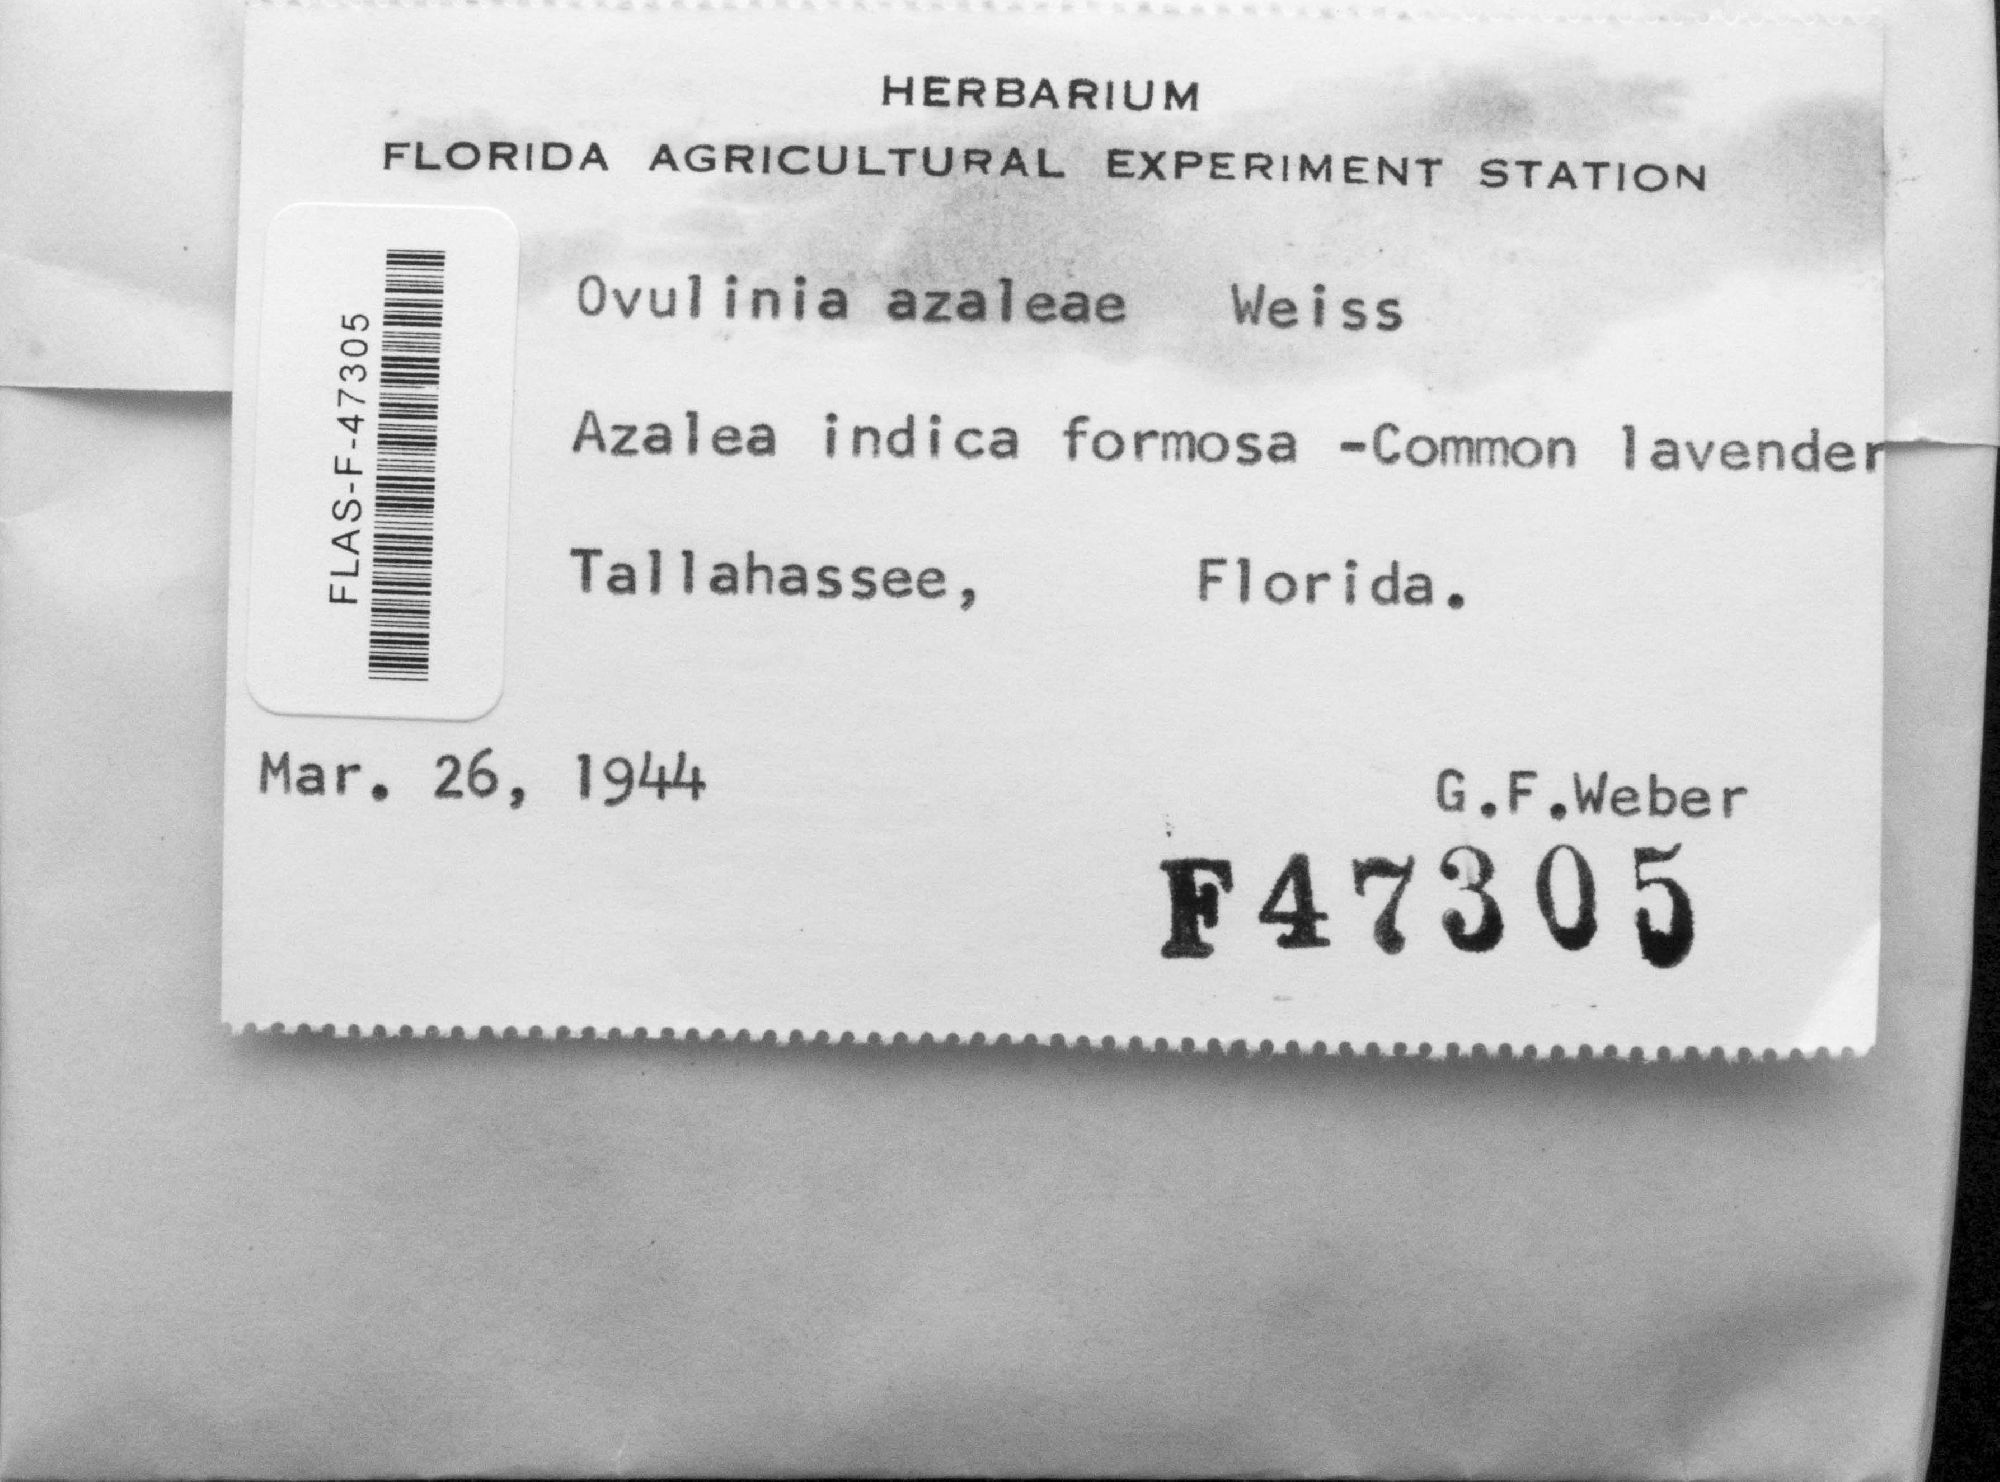 HERBARIUM
FLORIDA AGRICULTURAL EXPERIMENT STATION
FLAS-F-47305
Ovulinia azaleae Weiss
Azalea indica formosa -Common lavender
Tallahassee, Florida.
Mar. 26, 1944
G.F.Weber
F47305